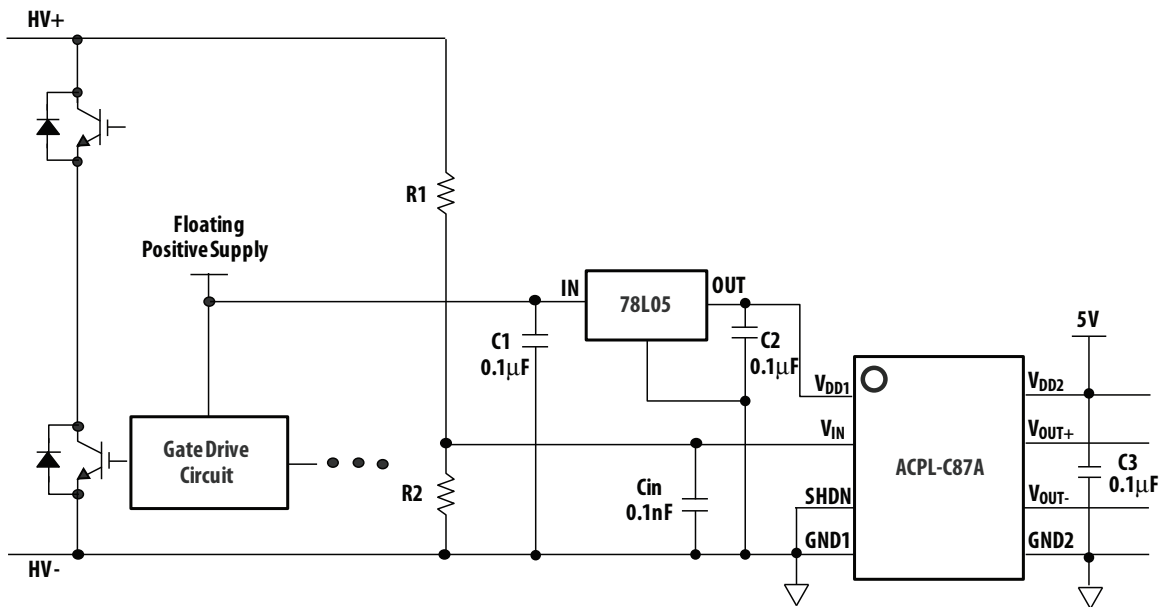 HV+
R1
Floating
Positive Supply
IN
78L05
OUT
C1
0.1µF
C2
0.1µF
5V
VDD1
VDD2
VIN
VOUT+
Gate Drive
Circuit
ACPL-C87A
C3
0.1µF
R2
Cin
0.1nF
SHDN
VOUT-
GND1
GND2
HV-